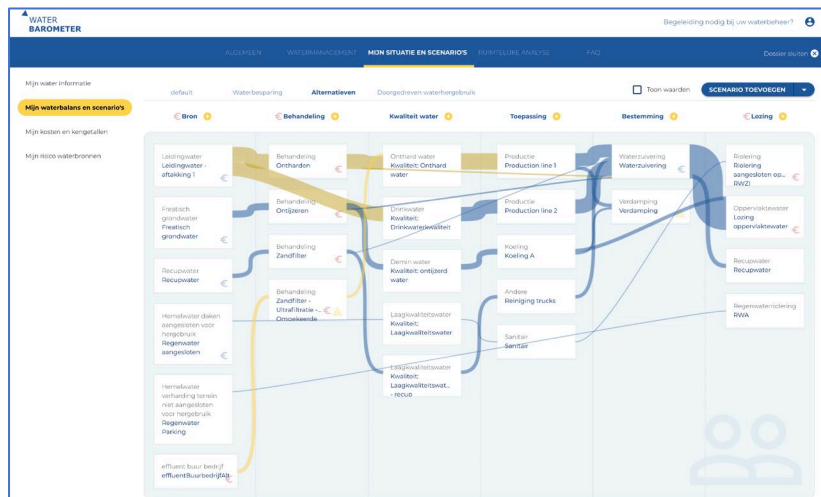 WATER
BAROMETER
Begeleiding nodig bij uw waterbeheer?
ALGEMEEN WATERMANAGEMENT MIJN SITUATIE EN SCENARIO'S RUIMTELIJKE ANALYSE FAQ Dossier sluiten
Mijn water informatie
Mijn waterbalans en scenario's
Mijn kosten en kengetallen
Mijn risico waterbronnen
default Waterbesparing Alternatieven Doorgedreven waterhergebruik
Toon waarden
SCENARIO TOEVOEGEN
€ Bron
€ Behandeling
Kwaliteit water
Toepassing
Bestemming
€ Lozing
Leidingwater
Leidingwater -
aftakking 1
€
Freatisch
grondwater
Freatisch
grondwater
€
Recupwater
Recupwater
€
Hemelwater daken
aangesloten voor
hergebruik
Regenwater
aangesloten
€
Hemelwater
verharding terrein
niet aangesloten
voor hergebruik
Regenwater
Parking
effluent buur bedrijf
effluentBuurbedrijfAlt
€
Behandeling
Ontharden
€
Behandeling
Ontijzeren
€
Behandeling
Zandfilter
€
Behandeling
Zandfilter -
Ultrafiltratie -...
Omgekeerde
€
Onthard water
Kwaliteit: Onthard
water
Drinkwater
Kwaliteit:
Drinkwaterkwaliteit
Demin water
Kwaliteit: ontijzerd
water
Laagkwaliteitswater
Kwaliteit:
Laagkwaliteitswater
Laagkwaliteitswater
Kwaliteit:
Laagkwaliteitswat...
- recup
Productie
Production line 1
Productie
Production line 2
Koeling
Koeling A
Andere
Reiniging trucks
Sanitair
Sanitair
Waterzuivering
Waterzuivering
€
Verdamping
Verdamping
Riolering
Riolering
aangesloten op...
RWZI
€
Oppervlaktewater
Lozing
oppervlaktewater
€
Recupwater
Recupwater
Regenwaterriolering
RWA